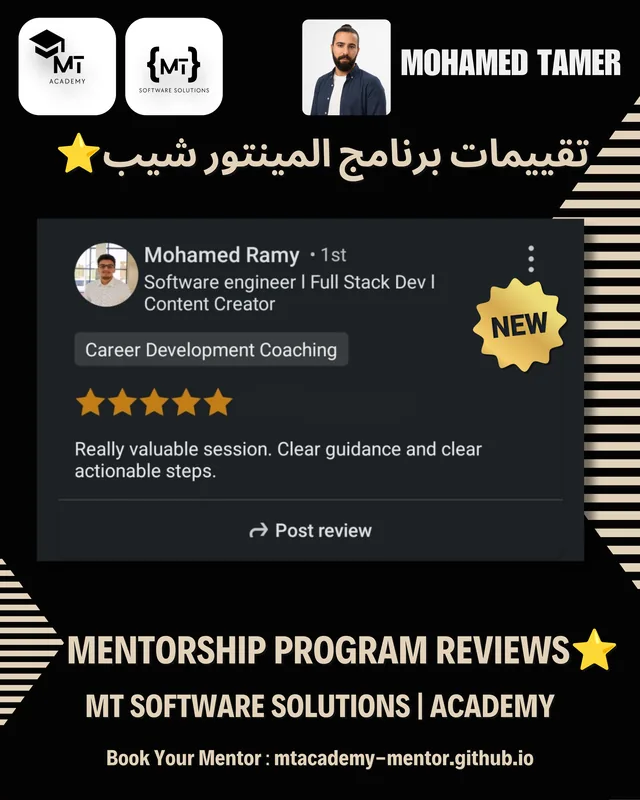 MT
ACADEMY
{MT}
SOFTWARE SOLUTIONS
MOHAMED TAMER
تقييمات برنامج المينتور شيب⭐
Mohamed Ramy • 1st
Software engineer l Full Stack Dev l
Content Creator
NEW
Career Development Coaching
Really valuable session. Clear guidance and clear
actionable steps.
Post review
MENTORSHIP PROGRAM REVIEWS⭐
MT SOFTWARE SOLUTIONS | ACADEMY
Book Your Mentor : mtacademy-mentor.github.io